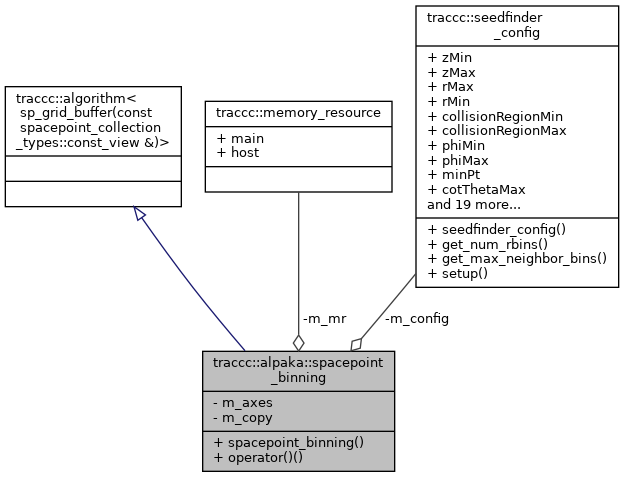 traccc::seedfinder
_config
+ zMin
+ zMax
+ rMax
+ rMin
+ collisionRegionMin
+ collisionRegionMax
+ phiMin
+ phiMax
+ minPt
+ cotThetaMax
and 19 more...
+ seedfinder_config()
+ get_num_rbins()
+ get_max_neighbor_bins()
+ setup()
traccc::algorithm<
sp_grid_buffer(const
spacepoint_collection
_types::const_view &)>
traccc::memory_resource
+ main
+ host
-m_mr
-m_config
traccc::alpaka::spacepoint
_binning
- m_axes
- m_copy
+ spacepoint_binning()
+ operator()()